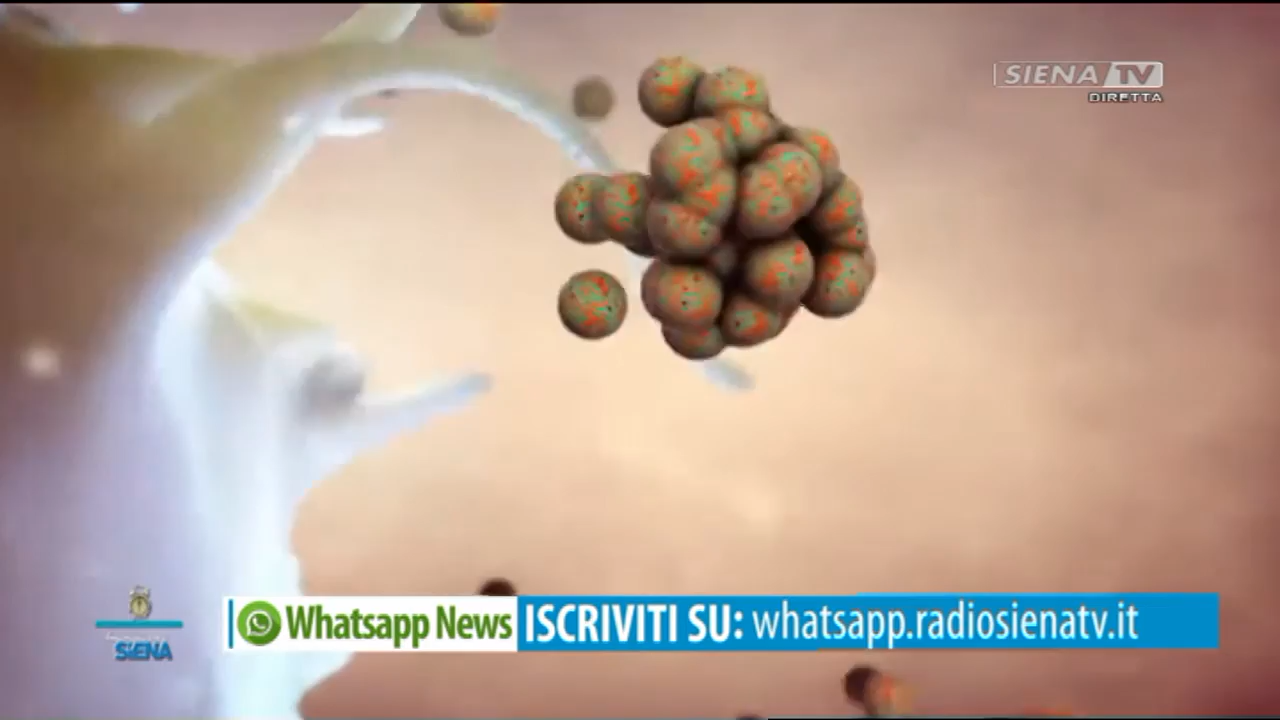 SIENA TV
DIRETTA
Whatsapp News ISCRIVITI SU: whatsapp.radiosienatv.it
SIENA